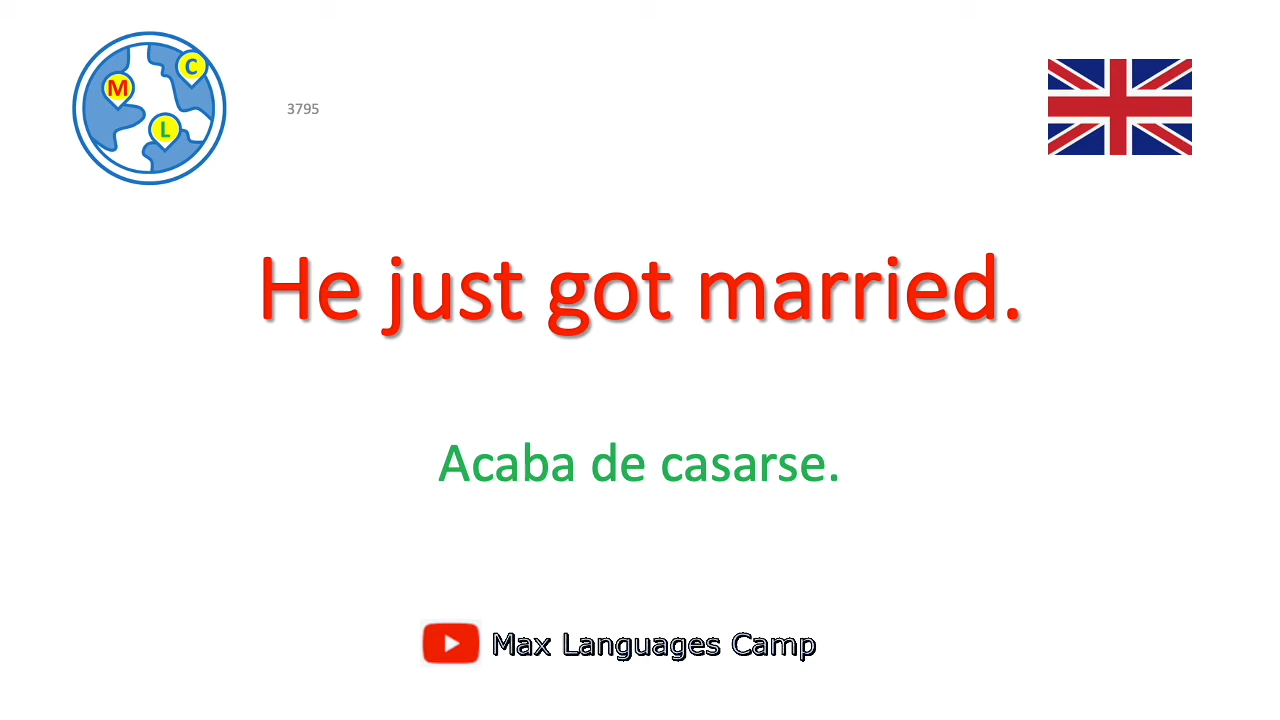 M
C
L
3795
He just got married.
Acaba de casarse.
Max Languages Camp